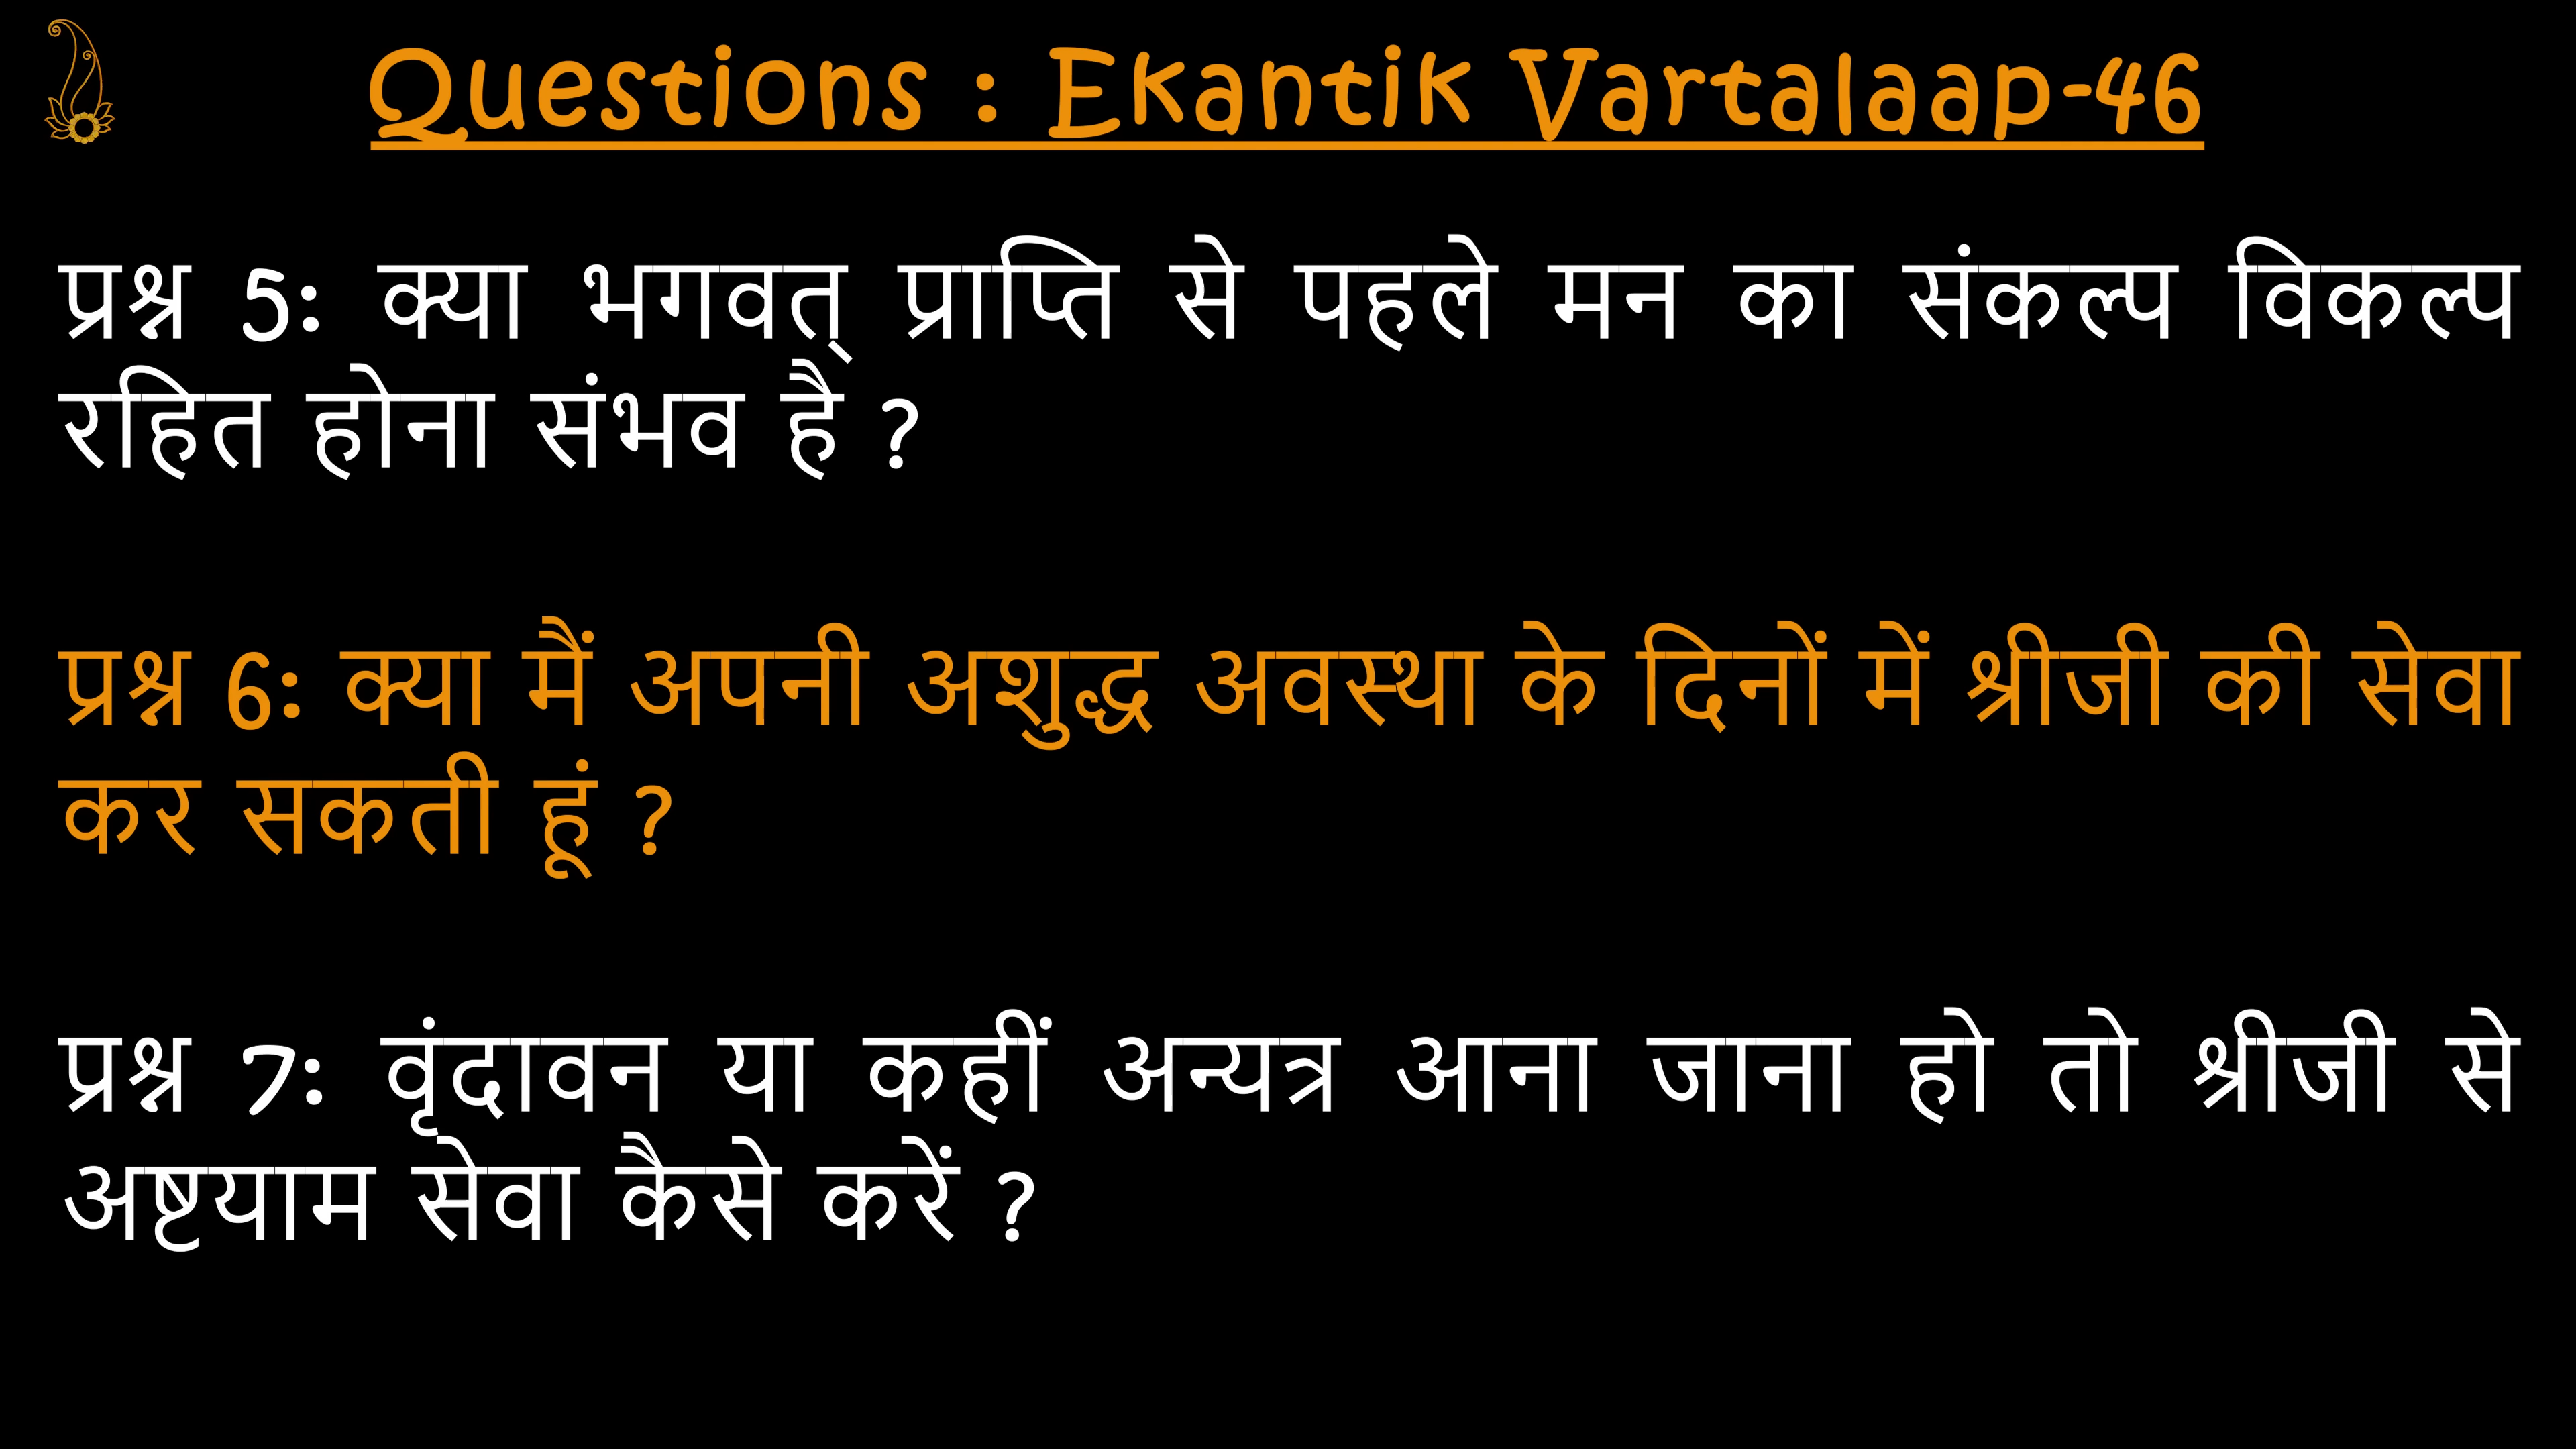 Questions : Ekantik Vartalaap-46
प्रश्न 5: क्या भगवत् प्राप्ति से पहले मन का संकल्प विकल्प
रहित होना संभव है ?
प्रश्न 6: क्या मैं अपनी अशुद्ध अवस्था के दिनों में श्रीजी की सेवा
कर सकती हूं ?
प्रश्न 7: वृंदावन या कहीं अन्यत्र आना जाना हो तो श्रीजी से
अष्टयाम सेवा कैसे करें ?